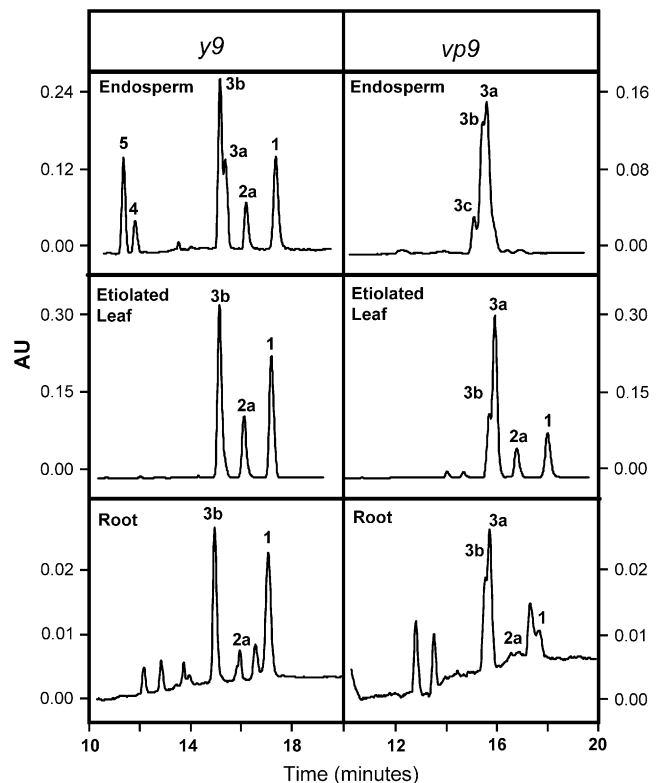 y9 vp9
Endosperm Endosperm
0.24 0.16
0.12 0.08
0.00 0.00
5 4 3b 3a 2a 1
3a 3b 3c
Etiolated
Leaf
Etiolated
Leaf
0.30 0.30
0.15 0.15
0.00 0.00
3b 2a 1
3a 3b 2a 1
AU
Root Root
0.02 0.02
0.01 0.01
0.00 0.00
3b 2a 1
3a 3b 2a 1
10 14 18 12 16 20
Time (minutes)